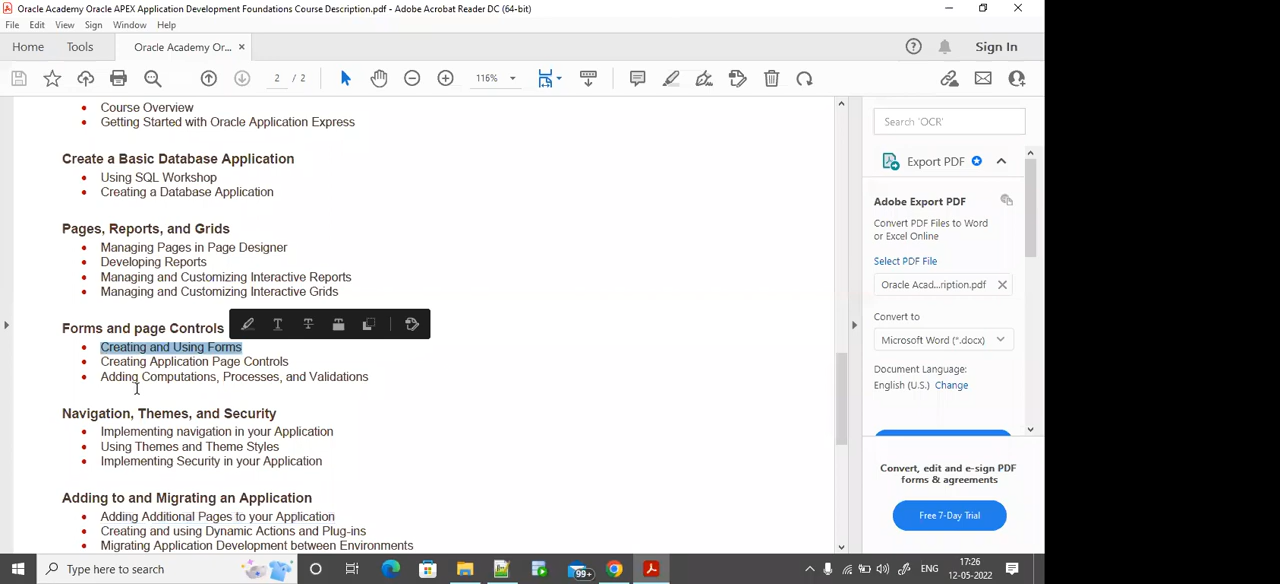 Oracle Academy Oracle APEX Application Development Foundations Course Description.pdf - Adobe Acrobat Reader DC (64-bit)
File Edit View Sign Window Help
Home Tools Oracle Academy Or... × Sign In
2 / 2 116%
Course Overview
Getting Started with Oracle Application Express
Create a Basic Database Application
Using SQL Workshop
Creating a Database Application
Pages, Reports, and Grids
Managing Pages in Page Designer
Developing Reports
Managing and Customizing Interactive Reports
Managing and Customizing Interactive Grids
Forms and page Controls
Creating and Using Forms
Creating Application Page Controls
Adding Computations, Processes, and Validations
Navigation, Themes, and Security
Implementing navigation in your Application
Using Themes and Theme Styles
Implementing Security in your Application
Adding to and Migrating an Application
Adding Additional Pages to your Application
Creating and using Dynamic Actions and Plug-ins
Migrating Application Development between Environments
Search 'OCR'
Export PDF
Adobe Export PDF
Convert PDF Files to Word
or Excel Online
Select PDF File
Oracle Acad...ription.pdf
Convert to
Microsoft Word (*.docx)
Document Language:
English (U.S.) Change
Convert, edit and e-sign PDF
forms & agreements
Free 7-Day Trial
Type here to search
99+
ENG
17:26
12-05-2022